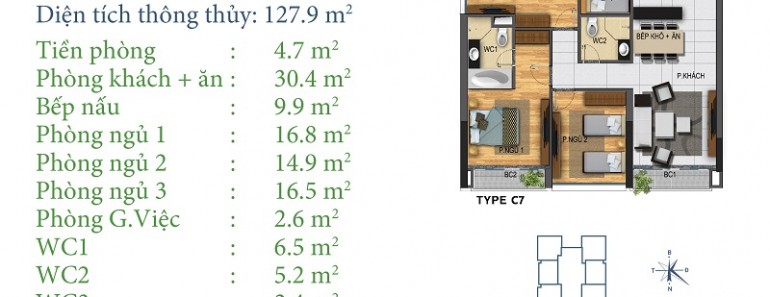 Diện tích thông thủy: 127.9 m²
Tiền phòng : 4.7 m²
Phòng khách + ăn : 30.4 m²
Bếp nấu : 9.9 m²
Phòng ngủ 1 : 16.8 m²
Phòng ngủ 2 : 14.9 m²
Phòng ngủ 3 : 16.5 m²
Phòng G.Việc : 2.6 m²
WC1 : 6.5 m²
WC2 : 5.2 m²
WC1
WC2
BẾP KHÔ + ĂN
P.KHÁCH
P.NGỦ 1
P.NGỦ 2
BC2
BC1
TYPE C7
B
T
Đ
N